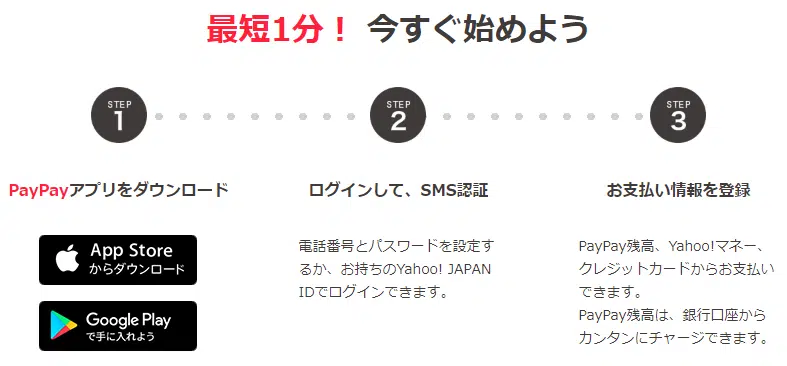 最短1分！ 今すぐ始めよう
STEP
1
STEP
2
STEP
3
PayPayアプリをダウンロード
App Store
からダウンロード
Google Play
で手に入れよう
ログインして、SMS認証
電話番号とパスワードを設定す
るか、お持ちのYahoo! JAPAN
IDでログインできます。
お支払い情報を登録
PayPay残高、Yahoo!マネー、
クレジットカードからお支払い
できます。
PayPay残高は、銀行口座から
カンタンにチャージできます。